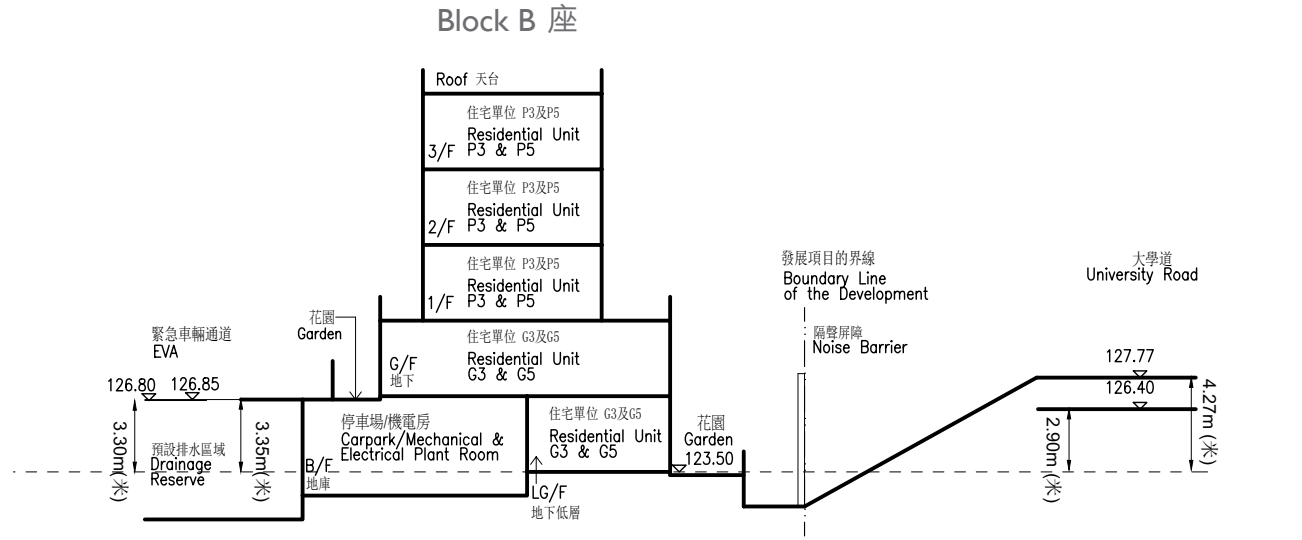 Block B 座
Roof 天台
住宅單位 P3及P5
Residential Unit
3/F P3 & P5
住宅單位 P3及P5
Residential Unit
2/F P3 & P5
住宅單位 P3及P5
Residential Unit
1/F P3 & P5
發展項目的界線
Boundary Line
of the Development
大學道
University Road
花園
Garden
緊急車輛通道
EVA
住宅單位 G3及G5
Residential Unit
G3 & G5
G/F
地下
隔聲屏障
Noise Barrier
127.77
126.40
126.80
126.85
4.27m(米)
2.90m(米)
3.30m(米)
3.35m(米)
預設排水區域
Drainage
Reserve
停車場/機電房
Carpark/Mechanical &
Electrical Plant Room
B/F
地庫
住宅單位 G3及G5
Residential Unit
G3 & G5
花園
Garden
123.50
LG/F
地下低層